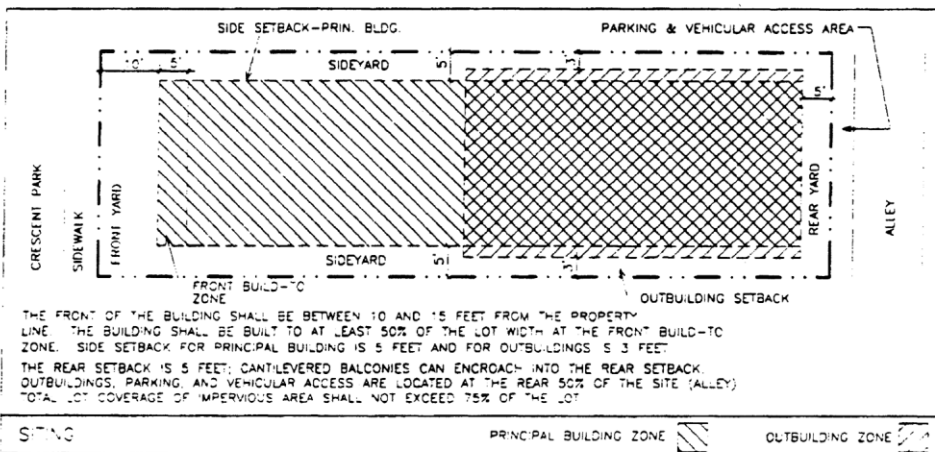 SIDE SETBACK-PRIN. BLDG.
PARKING & VEHICULAR ACCESS AREA
10'
5'
SIDEYARD
5'
3'
5'
CRESCENT PARK
SIDEWALK
FRONT YARD
REAR YARD
ALLEY
SIDEYARD
5'
3'
FRONT BUILD-TO
ZONE
OUTBUILDING SETBACK
THE FRONT OF THE BUILDING SHALL BE BETWEEN 10 AND 15 FEET FROM THE PROPERTY
LINE. THE BUILDING SHALL BE BUILT TO AT LEAST 50% OF THE LOT WIDTH AT THE FRONT BUILD-TO
ZONE. SIDE SETBACK FOR PRINCIPAL BUILDING IS 5 FEET AND FOR OUTBUILDINGS IS 3 FEET
THE REAR SETBACK IS 5 FEET; CANTILEVERED BALCONIES CAN ENCROACH INTO THE REAR SETBACK.
OUTBUILDINGS, PARKING, AND VEHICULAR ACCESS ARE LOCATED AT THE REAR 50% OF THE SITE (ALLEY)
TOTAL LOT COVERAGE OF IMPERVIOUS AREA SHALL NOT EXCEED 75% OF THE LOT
SITING
PRINCIPAL BUILDING ZONE
OUTBUILDING ZONE